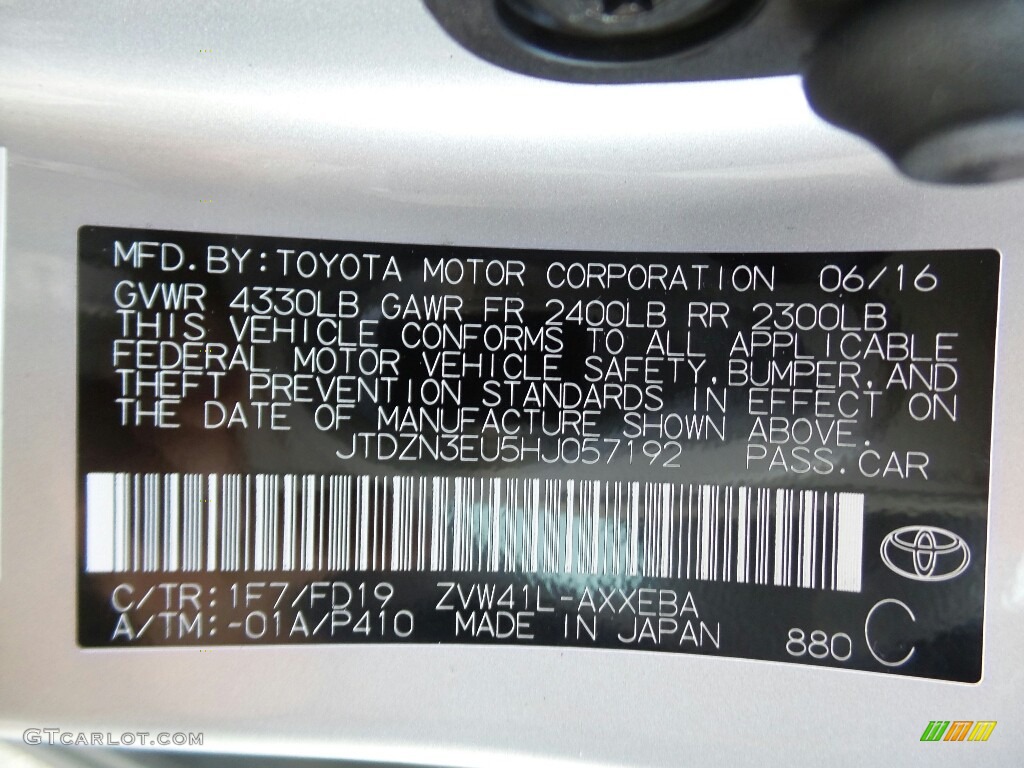 MFD.BY:TOYOTA MOTOR CORPORATION 06/16
GVWR 4330LB GAWR FR 2400LB RR 2300LB
THIS VEHICLE CONFORMS TO ALL APPLICABLE
FEDERAL MOTOR VEHICLE SAFETY,BUMPER,AND
THEFT PREVENTION STANDARDS IN EFFECT ON
THE DATE OF MANUFACTURE SHOWN ABOVE.
JTDZN3EU5HJ057192 PASS.CAR
C/TR:1F7/FD19 ZVW41L-AXXEBA
A/TM:-01A/P410 MADE IN JAPAN 880 C
GTCARLOT.COM